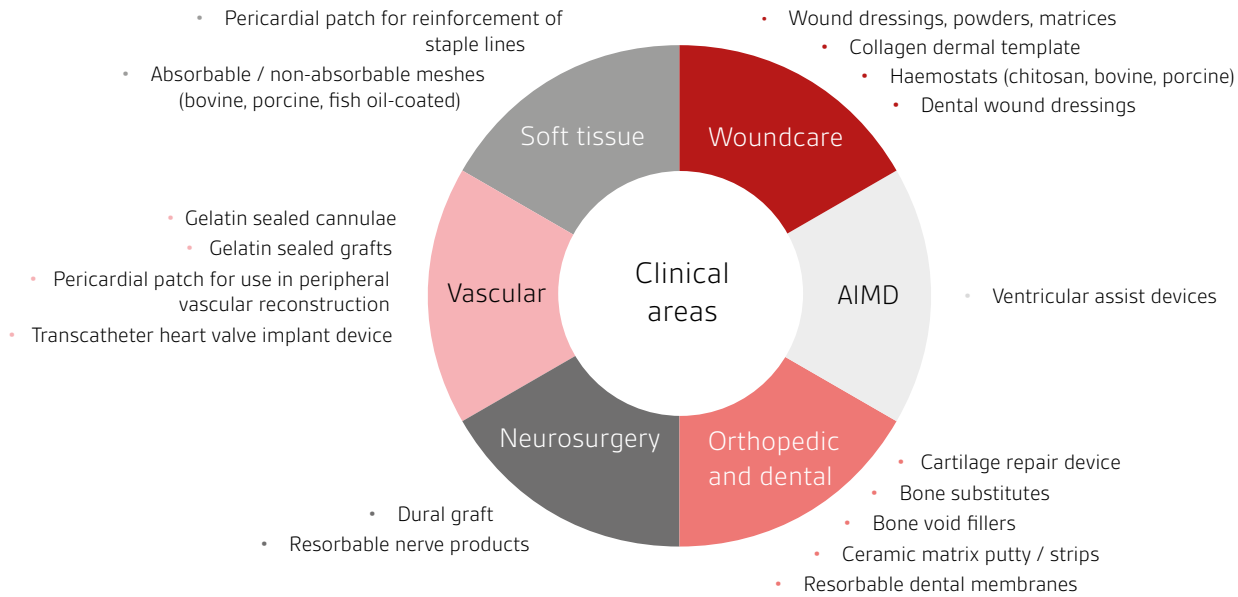 • Pericardial patch for reinforcement of
staple lines
• Absorbable / non-absorbable meshes
(bovine, porcine, fish oil-coated)
• Wound dressings, powders, matrices
• Collagen dermal template
• Haemostats (chitosan, bovine, porcine)
• Dental wound dressings
Soft tissue
Woundcare
• Gelatin sealed cannulae
• Gelatin sealed grafts
• Pericardial patch for use in peripheral
vascular reconstruction
• Transcatheter heart valve implant device
Vascular
Clinical
areas
AIMD
• Ventricular assist devices
Neurosurgery
Orthopedic
and dental
• Dural graft
• Resorbable nerve products
• Cartilage repair device
• Bone substitutes
• Bone void fillers
• Ceramic matrix putty / strips
• Resorbable dental membranes